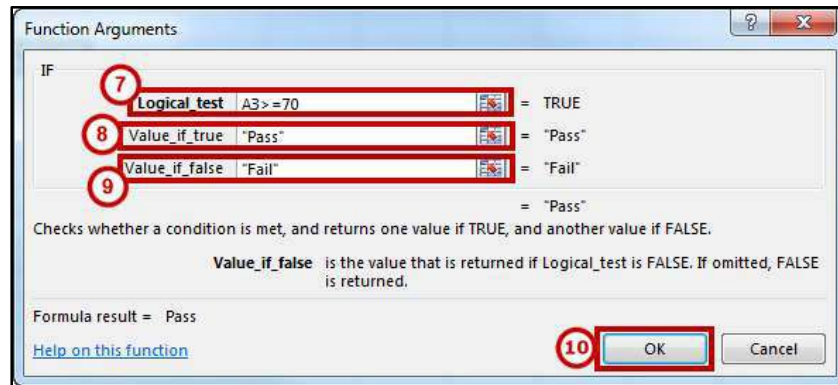 Function Arguments
IF
7
Logical_test A3>=70 = TRUE
8 Value_if_true "Pass" = "Pass"
Value_if_false "Fail" = "Fail"
9
= "Pass"
Checks whether a condition is met, and returns one value if TRUE, and another value if FALSE.
Value_if_false is the value that is returned if Logical_test is FALSE. If omitted, FALSE
is returned.
Formula result = Pass
Help on this function 10 OK Cancel